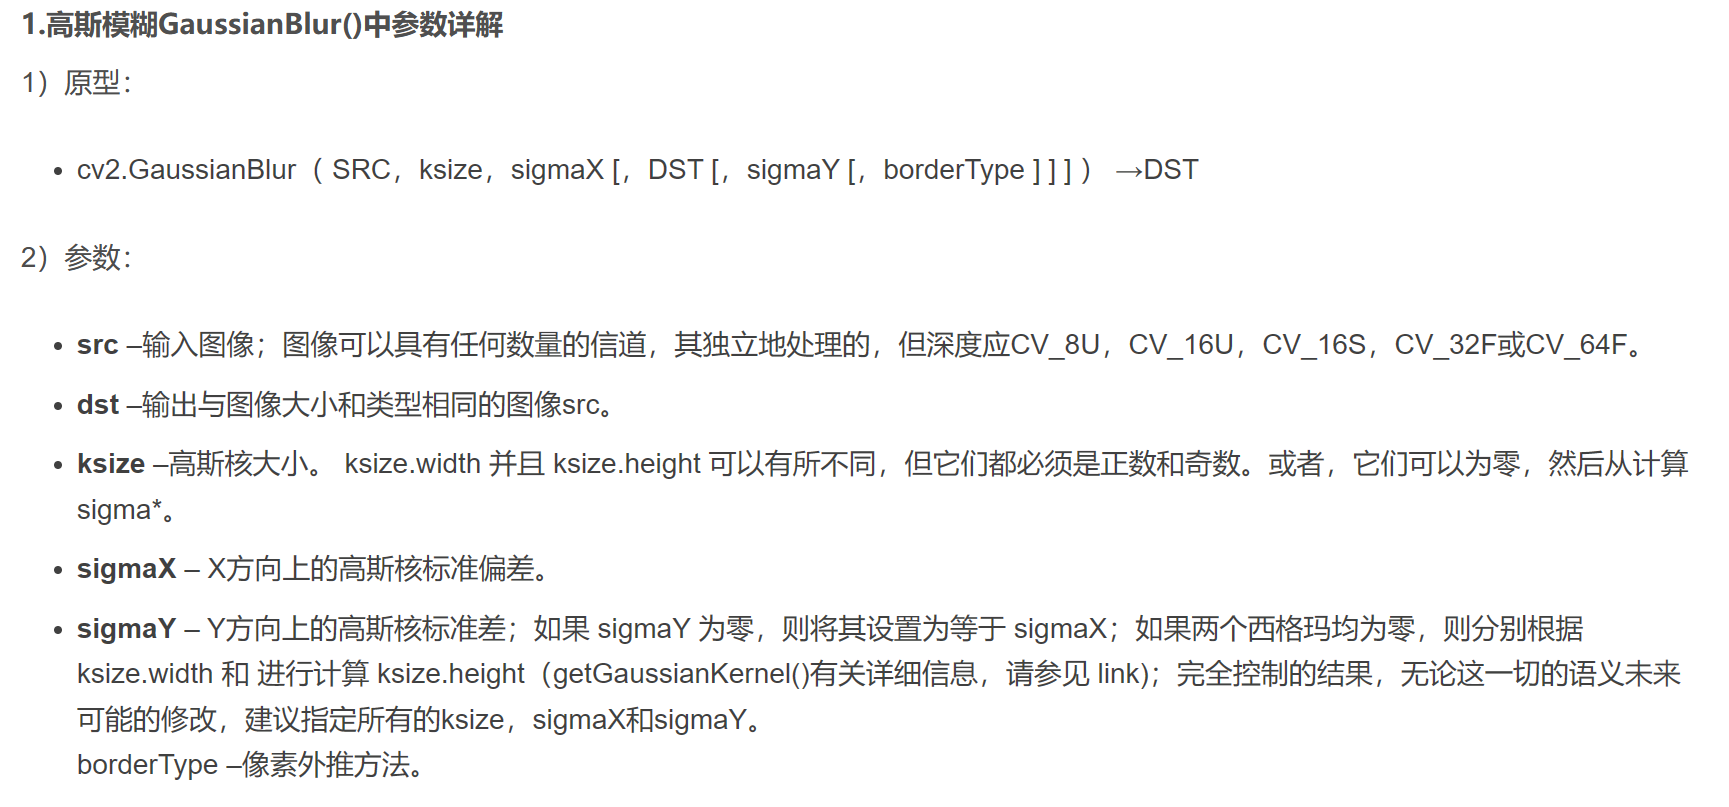 1.高斯模糊GaussianBlur()中参数详解
1）原型：
cv2.GaussianBlur（ SRC，ksize，sigmaX [，DST [，sigmaY [，borderType ] ] ] ） →DST
2）参数：
src –输入图像；图像可以具有任何数量的信道，其独立地处理的，但深度应CV_8U，CV_16U，CV_16S，CV_32F或CV_64F。
dst –输出与图像大小和类型相同的图像src。
ksize –高斯核大小。 ksize.width 并且 ksize.height 可以有所不同，但它们都必须是正数和奇数。或者，它们可以为零，然后从计算
sigma*。
sigmaX – X方向上的高斯核标准偏差。
sigmaY – Y方向上的高斯核标准差；如果 sigmaY 为零，则将其设置为等于 sigmaX；如果两个西格玛均为零，则分别根据
ksize.width 和 进行计算 ksize.height（getGaussianKernel()有关详细信息，请参见 link)；完全控制的结果，无论这一切的语义未来
可能的修改，建议指定所有的ksize，sigmaX和sigmaY。
borderType –像素外推方法。